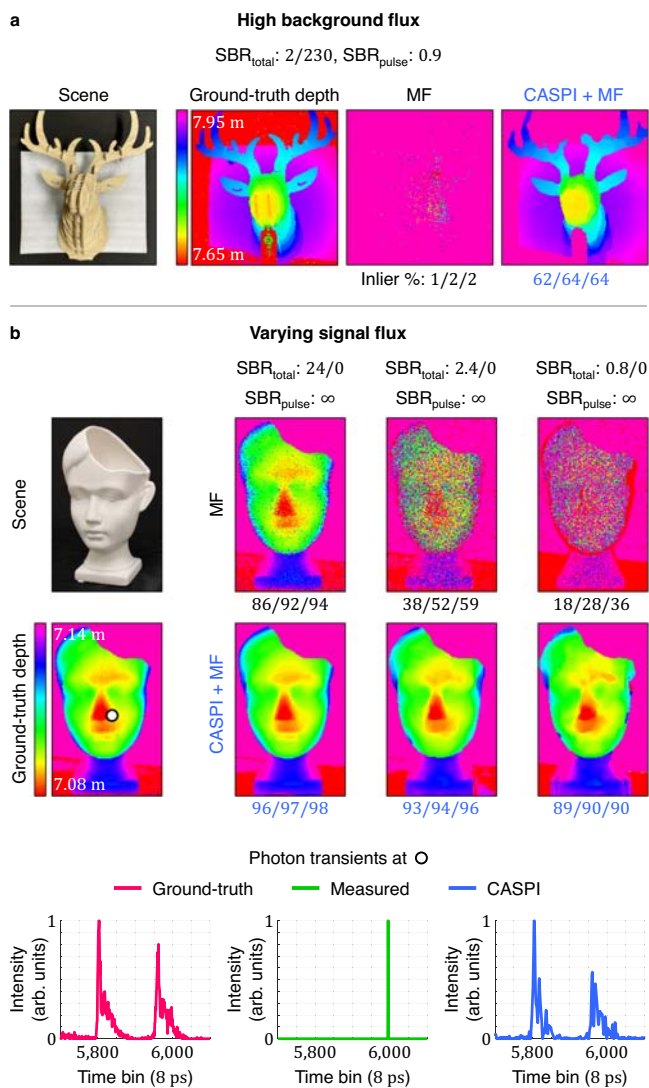 a High background flux
SBRtotal: 2/230, SBRpulse: 0.9
Scene Ground-truth depth MF CASPI + MF
7.95 m
7.65 m
Inlier %: 1/2/2 62/64/64
b Varying signal flux
SBRtotal: 24/0 SBRtotal: 2.4/0 SBRtotal: 0.8/0
SBRpulse: ∞ SBRpulse: ∞ SBRpulse: ∞
Scene MF
86/92/94 38/52/59 18/28/36
Ground-truth depth CASPI + MF
7.14 m
7.08 m
96/97/98 93/94/96 89/90/90
Photon transients at
Ground-truth Measured CASPI
Intensity
(arb. units)
1
0
5,800 6,000
Time bin (8 ps)
Intensity
(arb. units)
1
0
5,800 6,000
Time bin (8 ps)
Intensity
(arb. units)
1
0
5,800 6,000
Time bin (8 ps)